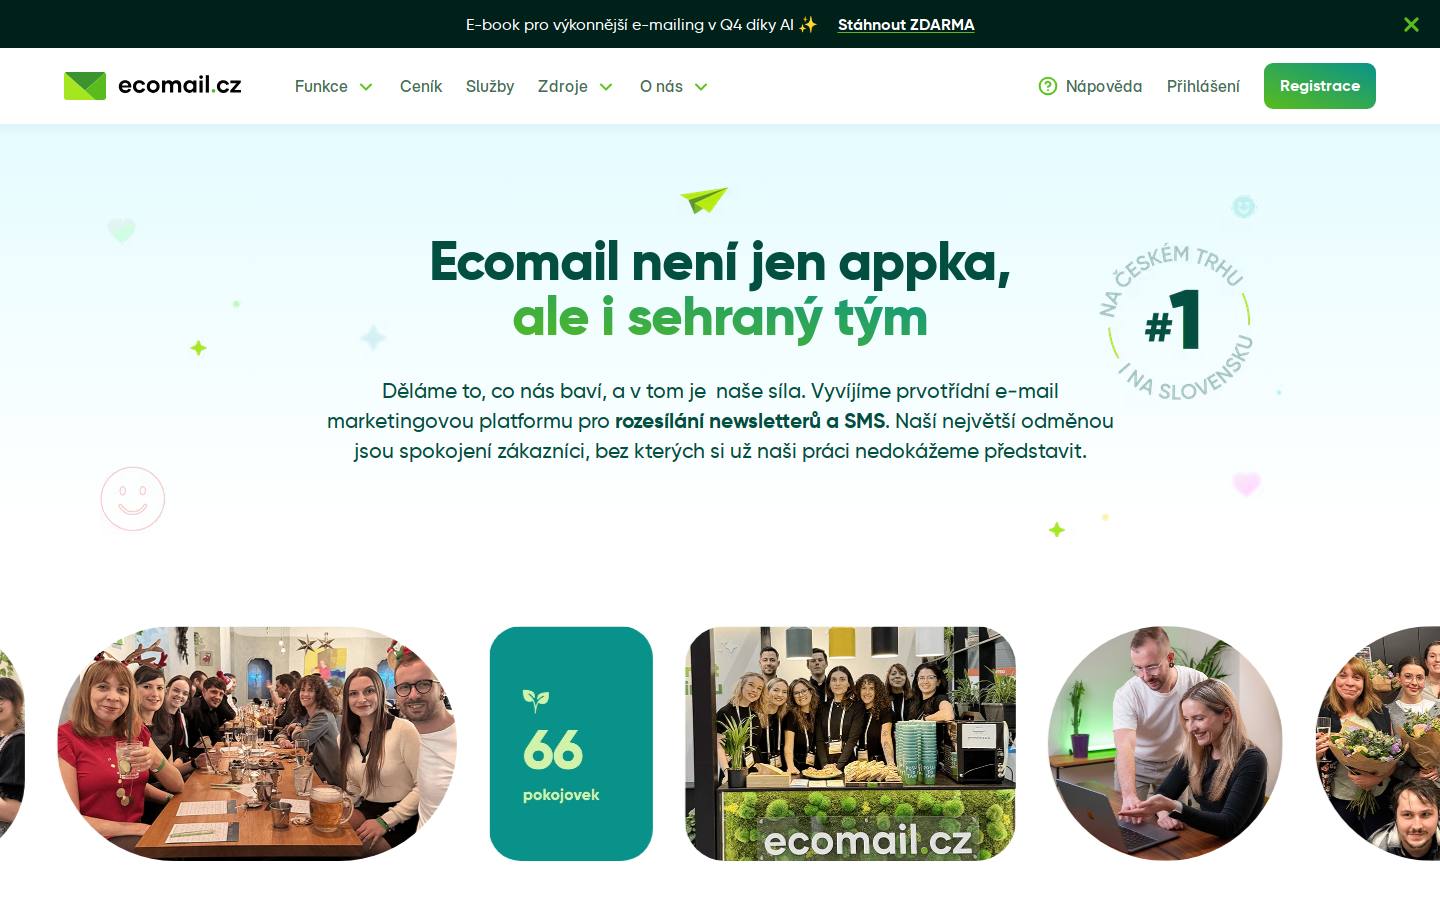 E-book pro výkonnější e-mailing v Q4 díky AI ✨ Stáhnout ZDARMA
ecomail.cz
Funkce
Ceník
Služby
Zdroje
O nás
Nápověda
Přihlášení
Registrace
Ecomail není jen appka,
ale i sehraný tým
NA ČESKÉM TRHU
#1
I NA SLOVENSKU
Děláme to, co nás baví, a v tom je naše síla. Vyvíjíme prvotřídní e-mail
marketingovou platformu pro rozesílání newsletterů a SMS. Naší největší odměnou
jsou spokojení zákazníci, bez kterých si už naši práci nedokážeme představit.
66
pokojovek
ecomail.cz